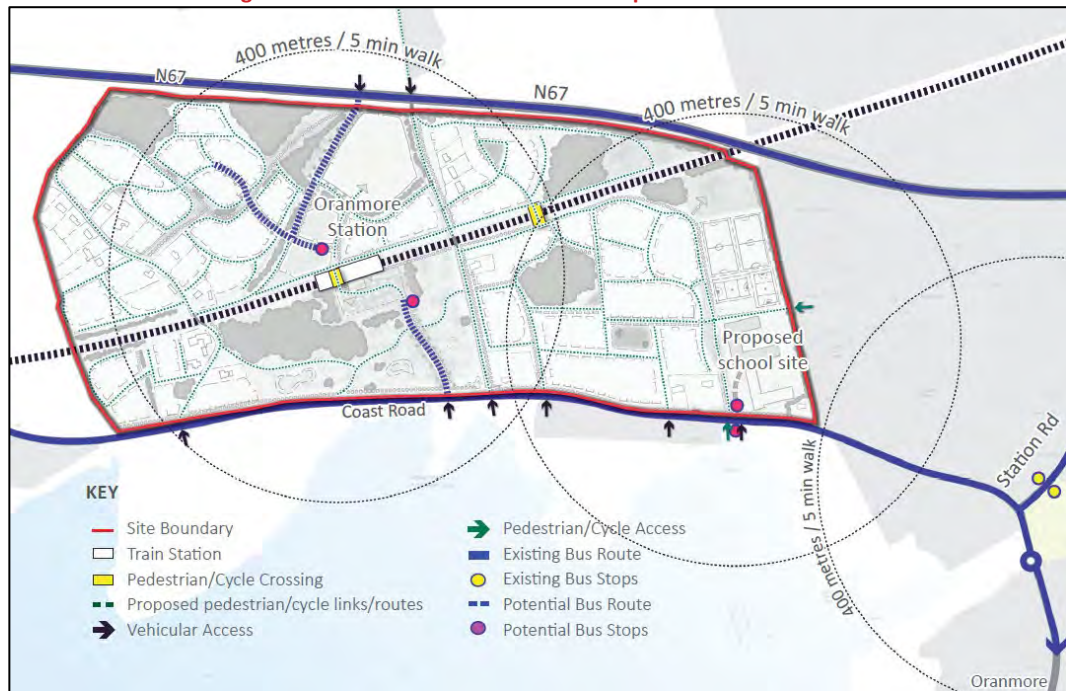 400 metres / 5 min walk
N67
N67
400 metres / 5 min walk
Oranmore
Station
Proposed
school site
Coast Road
Station Rd
400 metres / 5 min walk
KEY
Site Boundary
Train Station
Pedestrian/Cycle Crossing
Proposed pedestrian/cycle links/routes
Vehicular Access
Pedestrian/Cycle Access
Existing Bus Route
Existing Bus Stops
Potential Bus Route
Potential Bus Stops
Oranmore